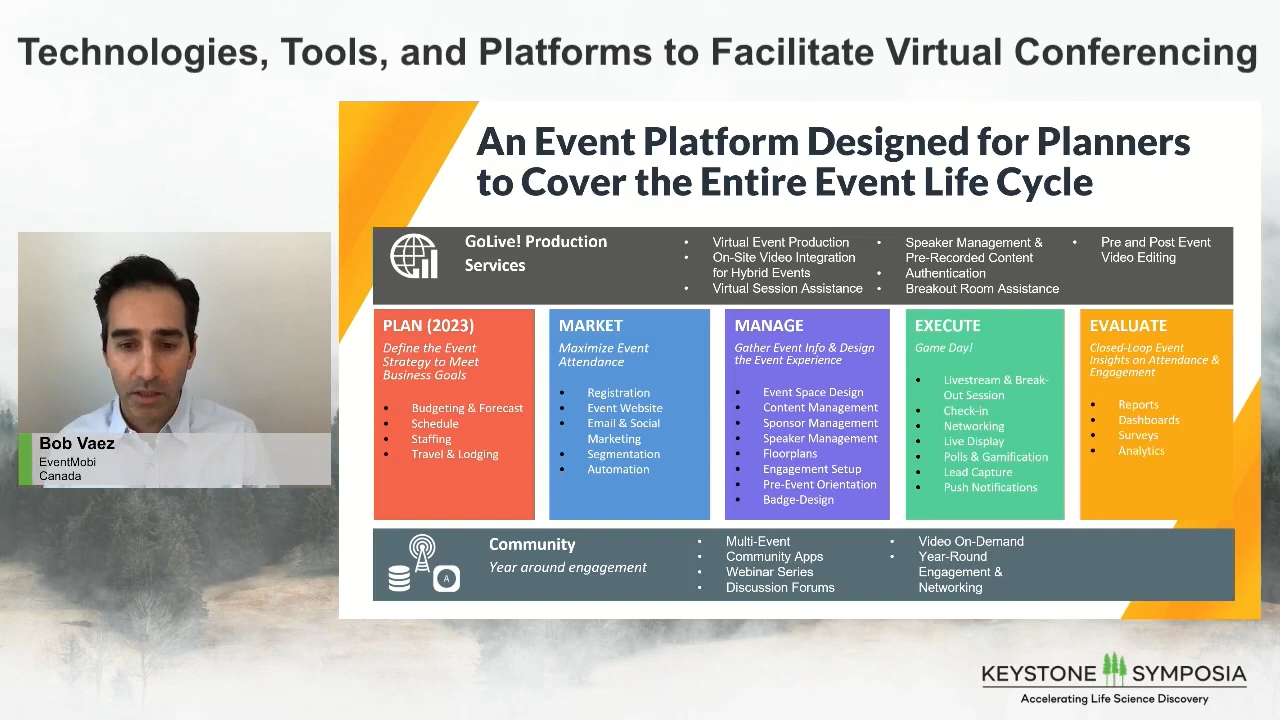 Technologies, Tools, and Platforms to Facilitate Virtual Conferencing
An Event Platform Designed for Planners
to Cover the Entire Event Life Cycle
GoLive! Production
Services
• Virtual Event Production
• On-Site Video Integration
for Hybrid Events
• Virtual Session Assistance
• Speaker Management &
Pre-Recorded Content
• Authentication
• Breakout Room Assistance
• Pre and Post Event
Video Editing
PLAN (2023)
Define the Event
Strategy to Meet
Business Goals
• Budgeting & Forecast
• Schedule
• Staffing
• Travel & Lodging
MARKET
Maximize Event
Attendance
• Registration
• Event Website
• Email & Social
Marketing
• Segmentation
• Automation
MANAGE
Gather Event Info & Design
the Event Experience
• Event Space Design
• Content Management
• Sponsor Management
• Speaker Management
• Floorplans
• Engagement Setup
• Pre-Event Orientation
• Badge-Design
EXECUTE
Game Day!
• Livestream & Break-
Out Session
• Check-in
• Networking
• Live Display
• Polls & Gamification
• Lead Capture
• Push Notifications
EVALUATE
Closed-Loop Event
Insights on Attendance &
Engagement
• Reports
• Dashboards
• Surveys
• Analytics
Bob Vaez
EventMobi
Canada
A
Community
Year around engagement
• Multi-Event
• Community Apps
• Webinar Series
• Discussion Forums
• Video On-Demand
• Year-Round
Engagement &
Networking
KEYSTONE SYMPOSIA
Accelerating Life Science Discovery